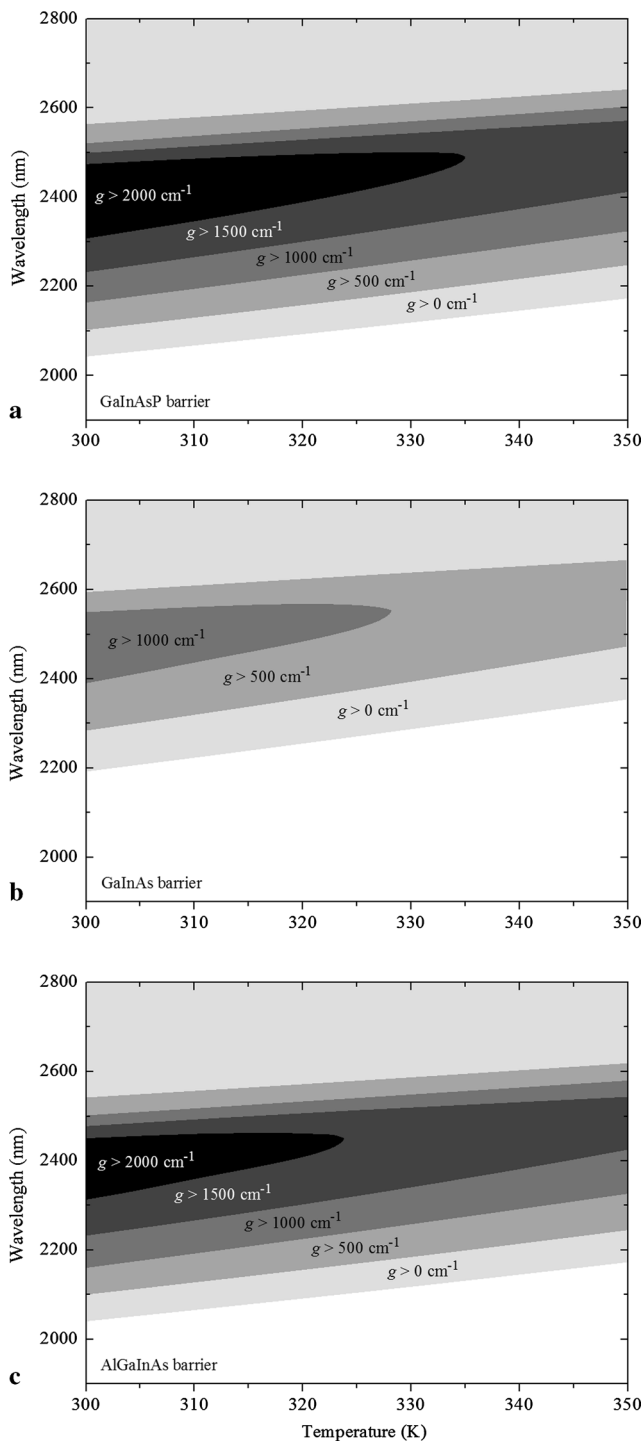 2800
2600
2400
2200
2000
Wavelength (nm)
g > 2000 cm⁻¹
g > 1500 cm⁻¹
g > 1000 cm⁻¹
g > 500 cm⁻¹
g > 0 cm⁻¹
GaInAsP barrier
a
300 310 320 330 340 350
2800
2600
2400
2200
2000
Wavelength (nm)
g > 1000 cm⁻¹
g > 500 cm⁻¹
g > 0 cm⁻¹
GaInAs barrier
b
300 310 320 330 340 350
2800
2600
2400
2200
2000
Wavelength (nm)
g > 2000 cm⁻¹
g > 1500 cm⁻¹
g > 1000 cm⁻¹
g > 500 cm⁻¹
g > 0 cm⁻¹
AlGaInAs barrier
c
300 310 320 330 340 350
Temperature (K)